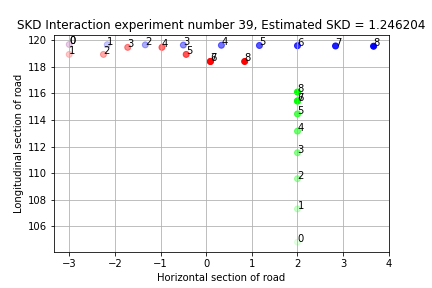 SKD Interaction experiment number 39, Estimated SKD = 1.246204
Longitudinal section of road
120
118
116
114
112
110
108
106
0 0 1 2 3 4 5 6 7 8
1 2 3 4 5 6 7 8
8
7
6
5
4
3
2
1
0
−3 −2 −1 0 1 2 3 4
Horizontal section of road